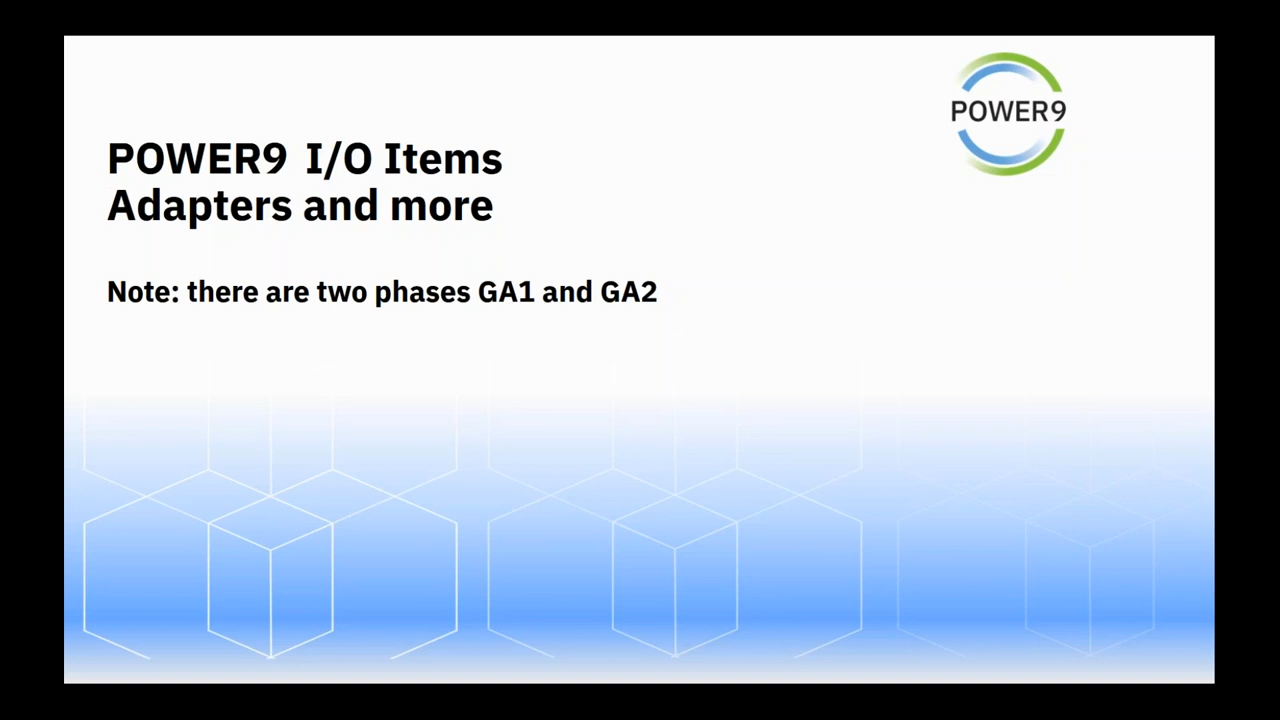 POWER9
POWER9 I/O Items
Adapters and more
Note: there are two phases GA1 and GA2